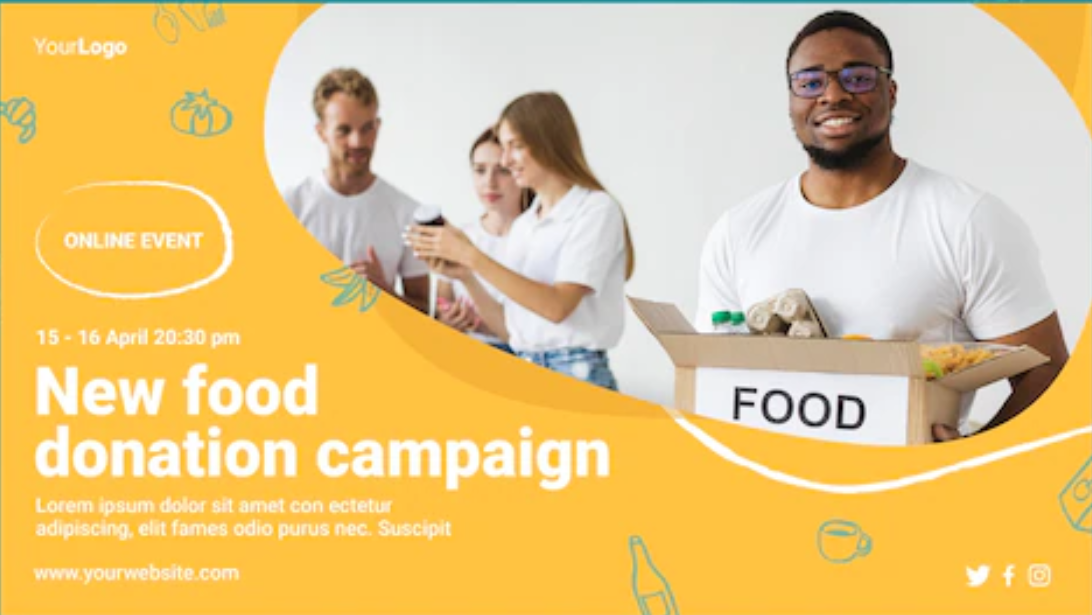 YourLogo
ONLINE EVENT
15 - 16 April 20:30 pm
New food
donation campaign
Lorem ipsum dolor sit amet con ectetur
adipiscing, elit fames odio purus nec. Suscipit
www.yourwebsite.com
FOOD